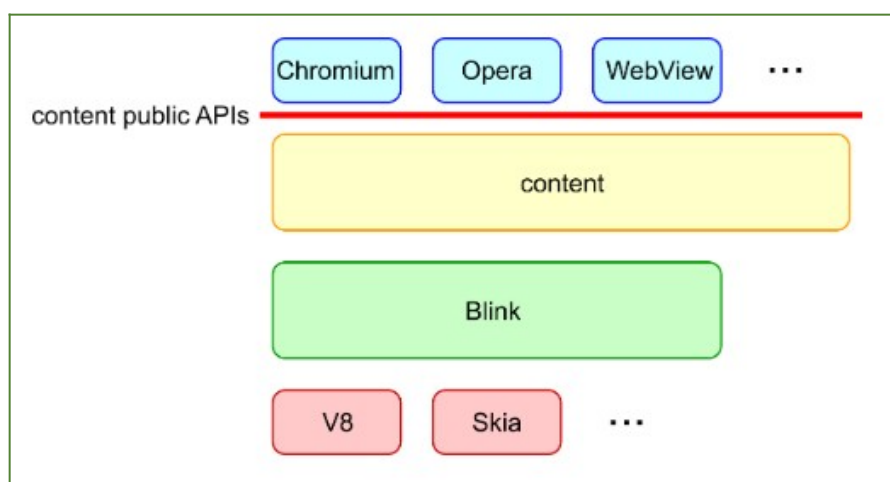 Chromium Opera WebView ...
content public APIs
content
Blink
V8 Skia ...